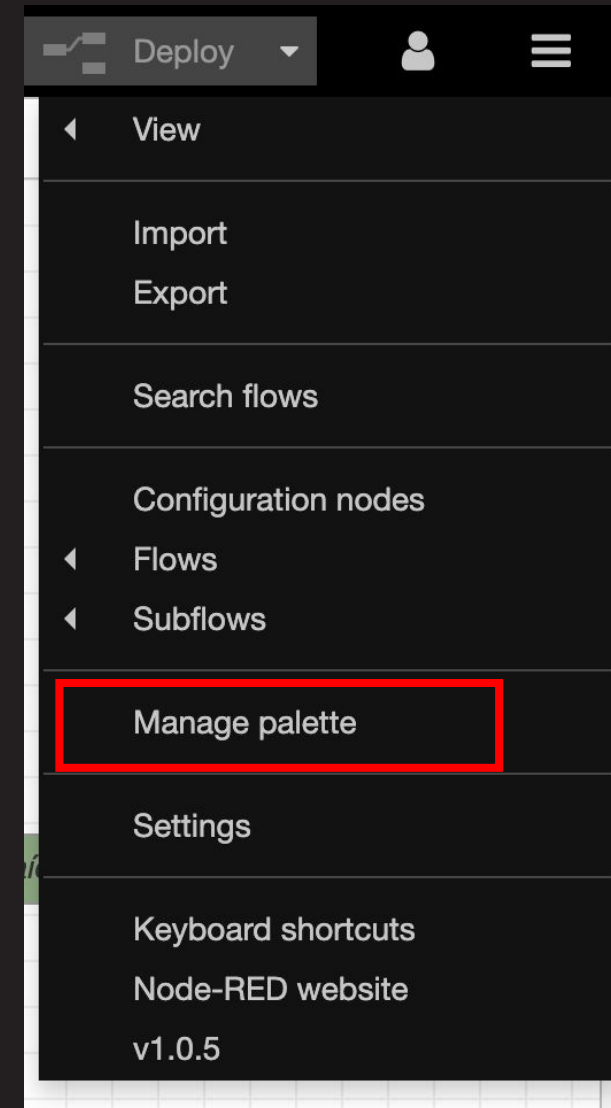 Deploy
View
Import
Export
Search flows
Configuration nodes
Flows
Subflows
Manage palette
Settings
Keyboard shortcuts
Node-RED website
v1.0.5